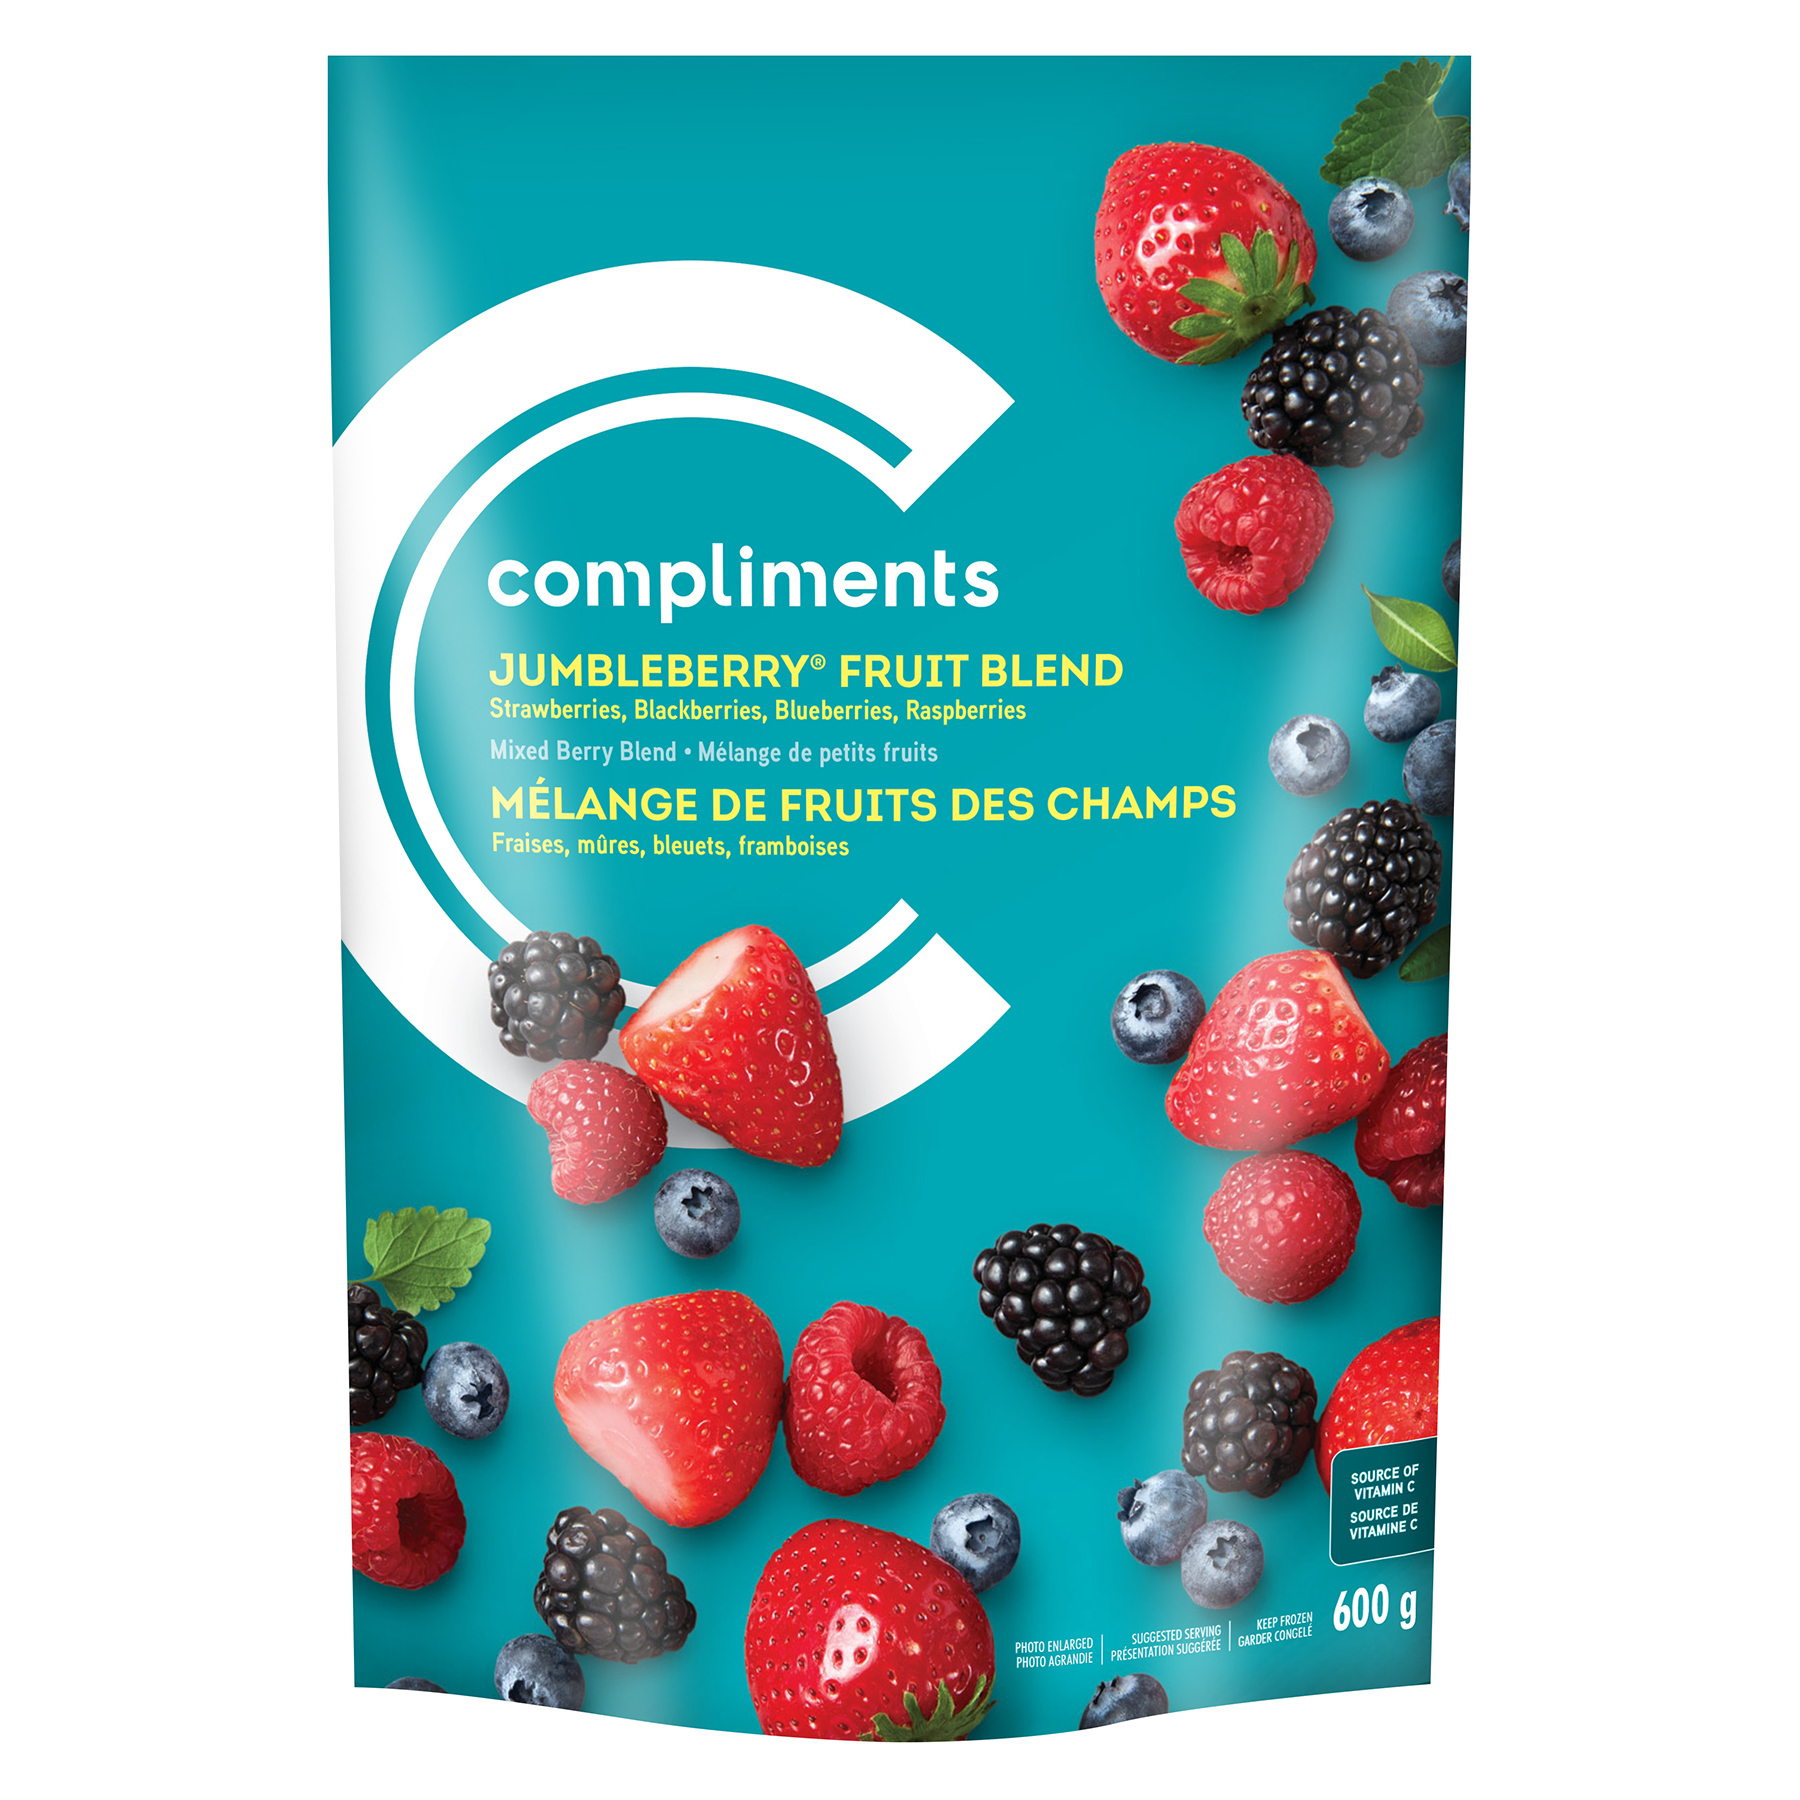 compliments
JUMBLEBERRY® FRUIT BLEND
Strawberries, Blackberries, Blueberries, Raspberries
Mixed Berry Blend • Mélange de petits fruits
MÉLANGE DE FRUITS DES CHAMPS
Fraises, mûres, bleuets, framboises
SOURCE OF
VITAMIN C
SOURCE DE
VITAMINE C
PHOTO ENLARGED
PHOTO AGRANDIE
SUGGESTED SERVING
PRÉSENTATION SUGGÉRÉE
KEEP FROZEN
GARDER CONGELÉ
600 g